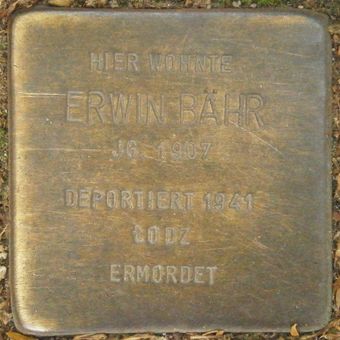 HIER WOHNTE
ERWIN BÄHR
JG. 1907
DEPORTIERT 1941
ŁODZ
ERMORDET